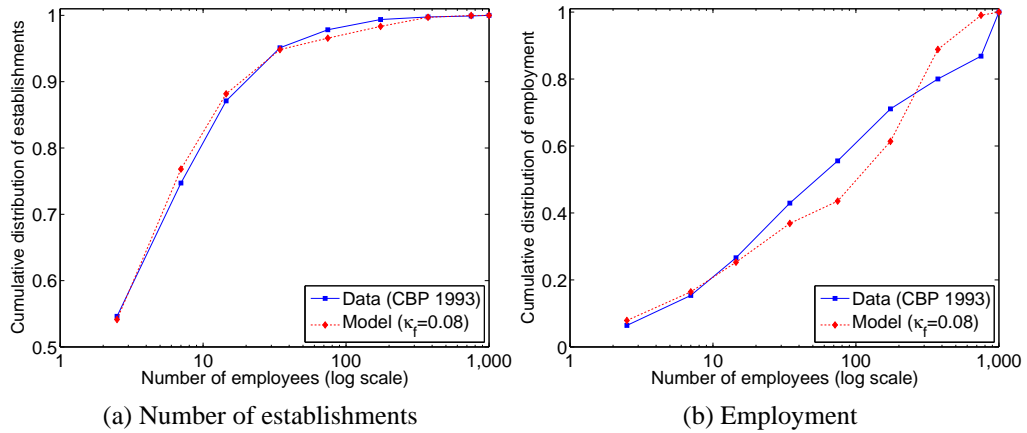 Cumulative distribution of establishments
1
0.9
0.8
0.7
0.6
0.5
1
10
100
1,000
Number of employees (log scale)
Data (CBP 1993)
Model (κf=0.08)
(a) Number of establishments
Cumulative distribution of employment
1
0.8
0.6
0.4
0.2
0
1
10
100
1,000
Number of employees (log scale)
Data (CBP 1993)
Model (κf=0.08)
(b) Employment